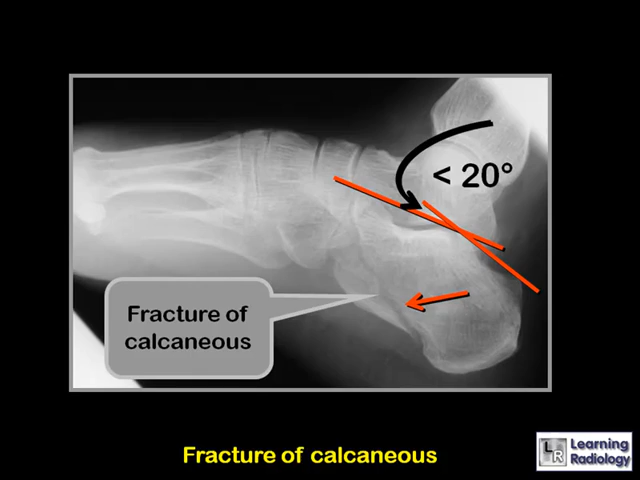 < 20°
Fracture of
calcaneous
Fracture of calcaneous
LR
Learning
Radiology